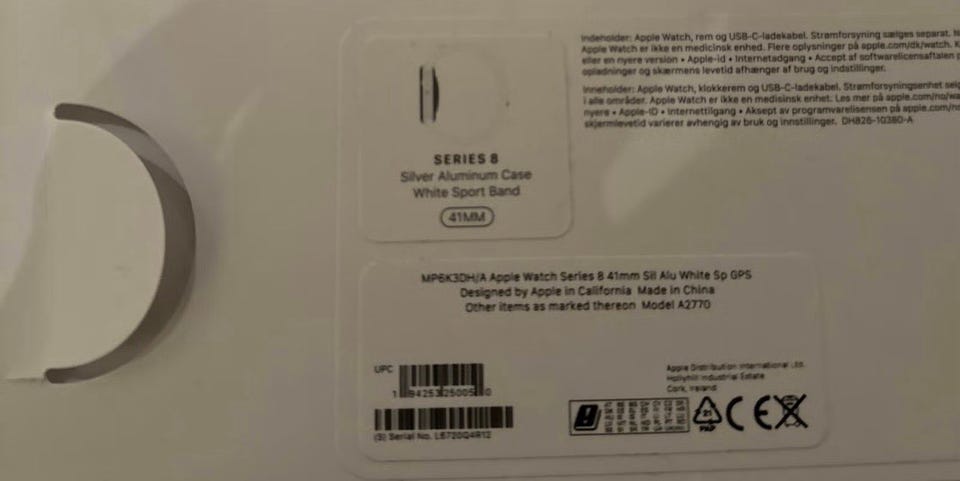 SERIES 8
Silver Aluminum Case
White Sport Band
41MM
Indeholder: Apple Watch, rem og USB-C-ladekabel. Strømforsyning sælges separat.
Apple Watch er ikke en medicinsk enhed. Flere oplysninger på apple.com/dk/watch.
eller en nyere version • Apple-id • Internetadgang • Accept af softwarelicensaftalen
opladninger og skærmens levetid afhænger af brug og indstillinger.
Inneholder: Apple Watch, klokkerem og USB-C-ladekabel. Strømforsyningsenhet
i alle områder. Apple Watch er ikke en medisinsk enhet. Les mer på
nyere • Apple-ID • Internettilgang • Aksept av programvarelisensen på
skjermlevetid varierer avhengig av bruk og innstillinger. DH826-10380-A
MP6K3DH/A Apple Watch Series 8 41mm Sil Alu White Sp GPS
Designed by Apple in California Made in China
Other items as marked thereon Model A2770
UPC
(S) Serial No.
Apple Distribution International Ltd.
Hollyhill Industrial Estate
Cork, Ireland
21
PAP
CE